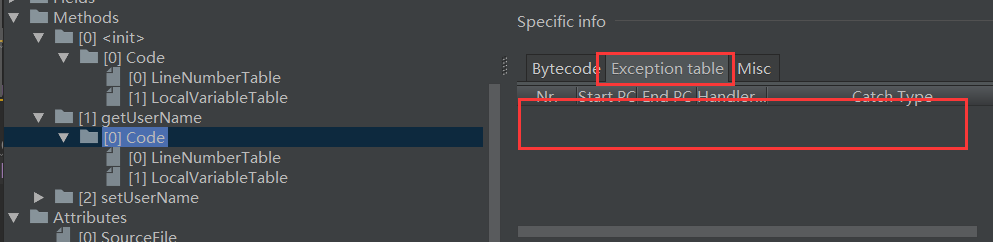 Fields
Methods
[0] <init>
[0] Code
[0] LineNumberTable
[1] LocalVariableTable
[1] getUserName
[0] Code
[0] LineNumberTable
[1] LocalVariableTable
[2] setUserName
Attributes
[0] SourceFile
Specific info
Bytecode Exception table Misc
Nr. Start PC End PC Handler... Catch Type